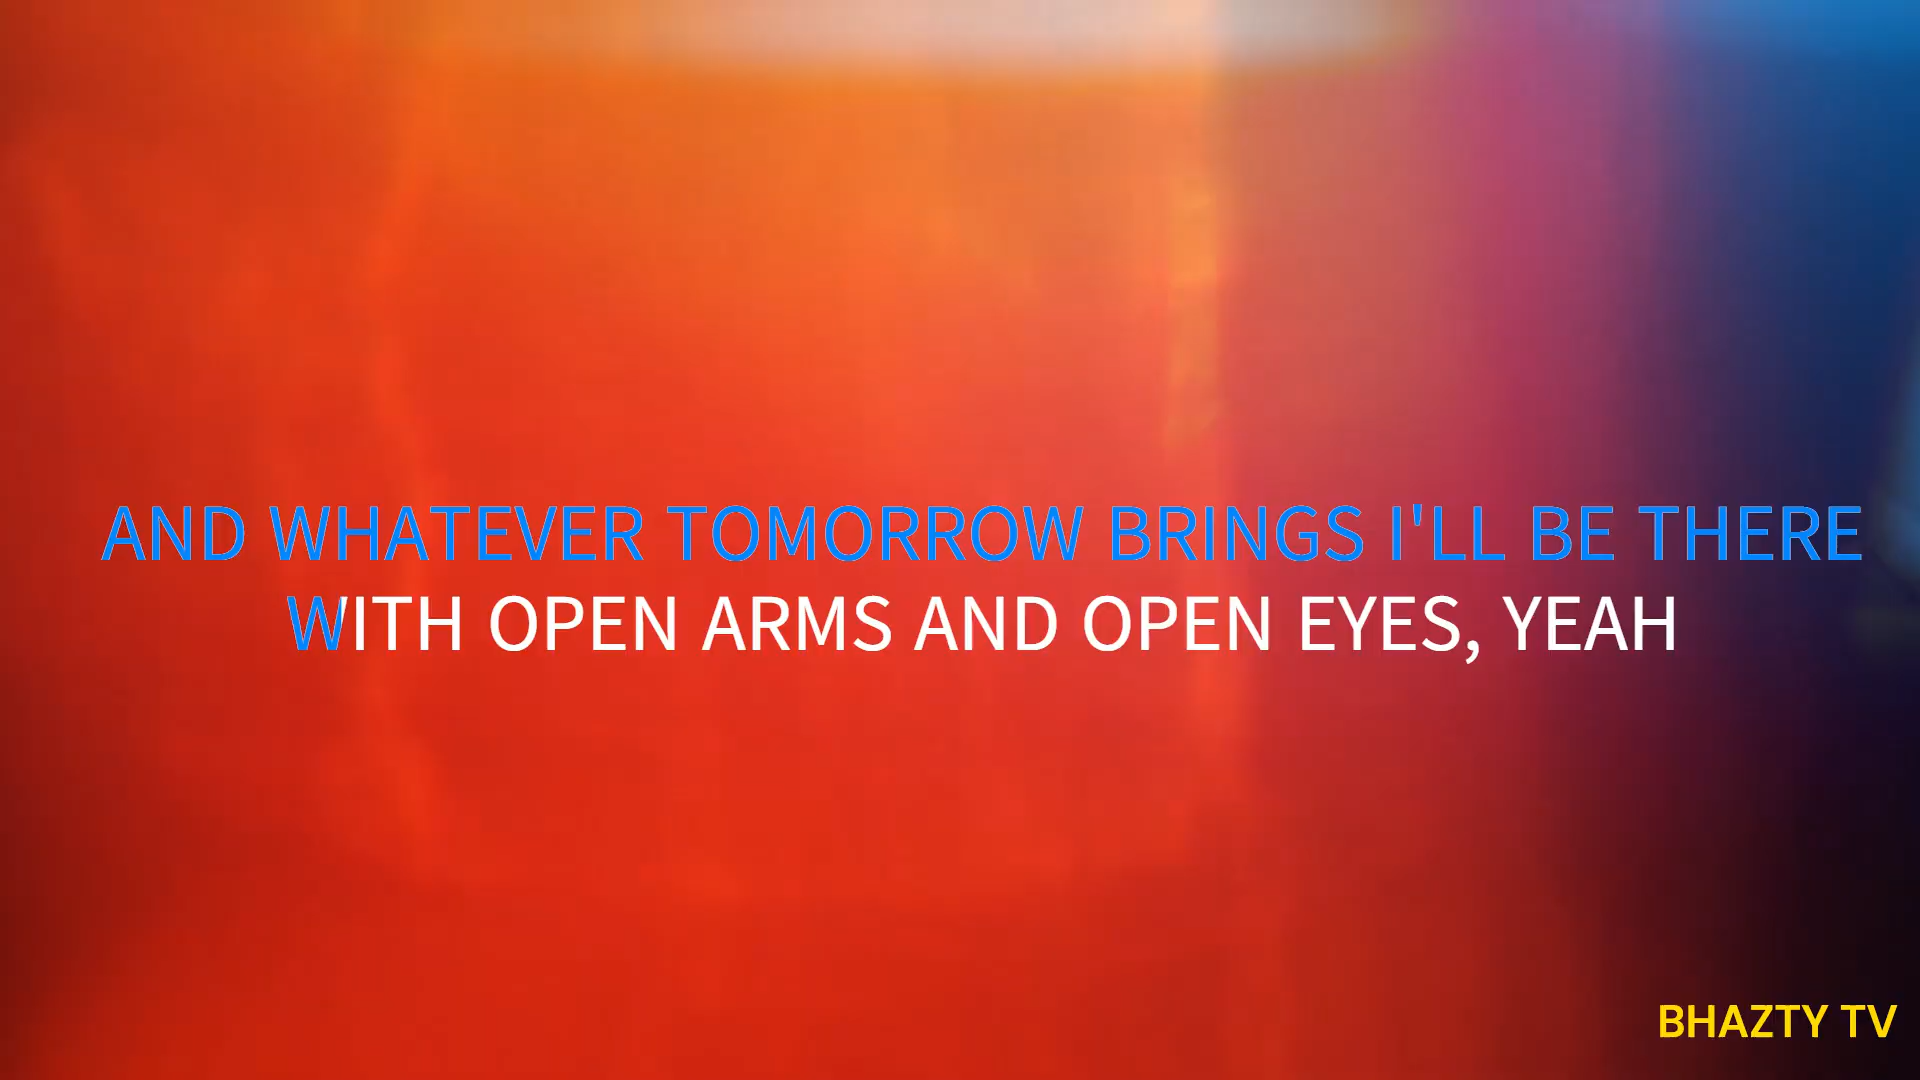 AND WHATEVER TOMORROW BRINGS I'LL BE THERE
WITH OPEN ARMS AND OPEN EYES, YEAH
BHAZTY TV